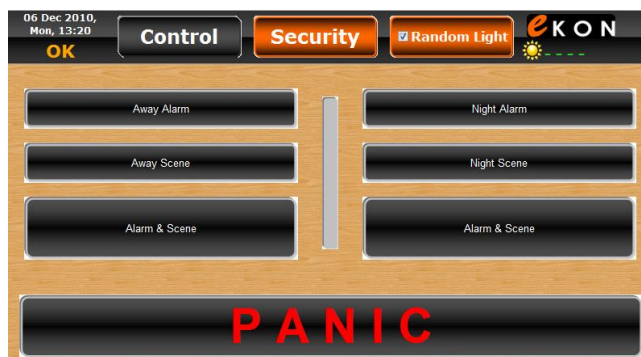 06 Dec 2010,
Mon, 13:20
OK
Control
Security
Random Light
eKON
----
Away Alarm
Night Alarm
Away Scene
Night Scene
Alarm & Scene
Alarm & Scene
PANIC